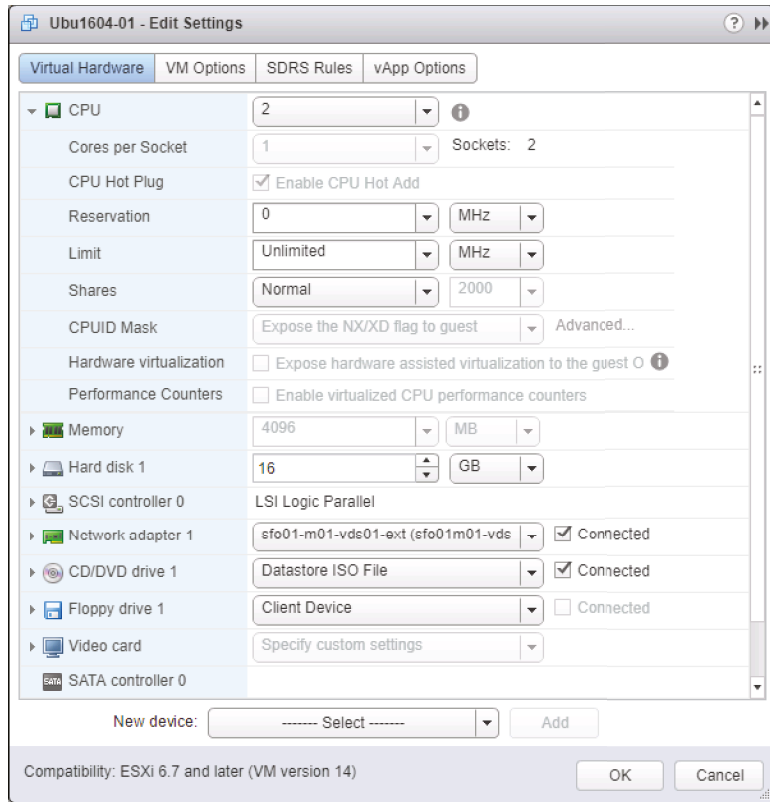 Ubu1604-01 - Edit Settings ?
Virtual Hardware VM Options SDRS Rules vApp Options
CPU 2
Cores per Socket 1 Sockets: 2
CPU Hot Plug Enable CPU Hot Add
Reservation 0 MHz
Limit Unlimited MHz
Shares Normal 2000
CPUID Mask Expose the NX/XD flag to guest Advanced...
Hardware virtualization Expose hardware assisted virtualization to the guest O
Performance Counters Enable virtualized CPU performance counters
Memory 4096 MB
Hard disk 1 16 GB
SCSI controller 0 LSI Logic Parallel
Network adapter 1 sfo01-m01-vds01-ext (sfo01m01-vds Connected
CD/DVD drive 1 Datastore ISO File Connected
Floppy drive 1 Client Device Connected
Video card Specify custom settings
SATA SATA controller 0
New device: ------- Select ------- Add
Compatibility: ESXi 6.7 and later (VM version 14) OK Cancel